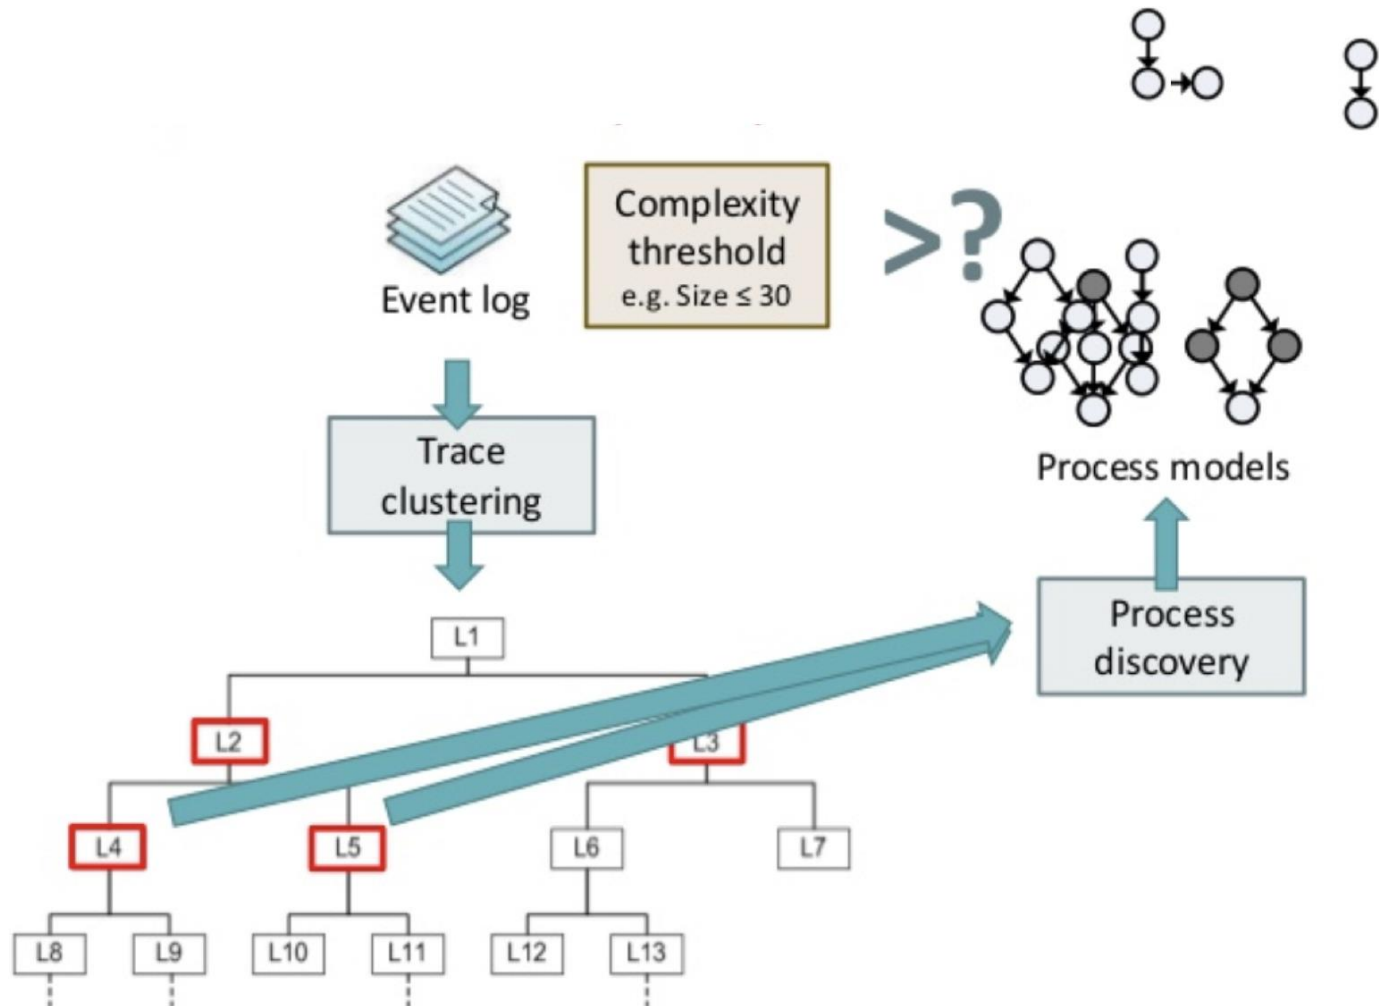 Complexity
threshold
e.g. Size ≤ 30
>?
Event log
Trace
clustering
Process models
Process
discovery
L1
L2
L3
L4
L5
L6
L7
L8
L9
L10
L11
L12
L13